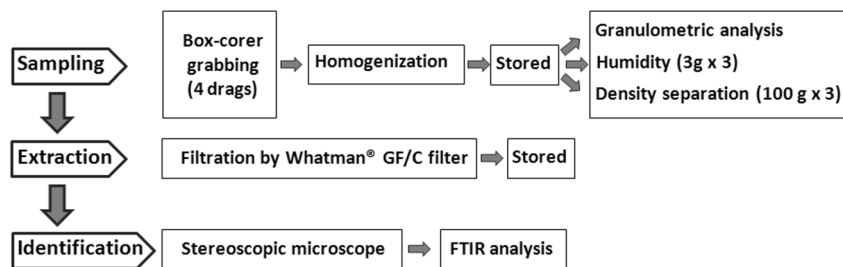 Sampling
Box-corer
grabbing
(4 drags)
Homogenization
Stored
Granulometric analysis
Humidity (3g x 3)
Density separation (100 g x 3)
Extraction
Filtration by Whatman® GF/C filter
Stored
Identification
Stereoscopic microscope
FTIR analysis